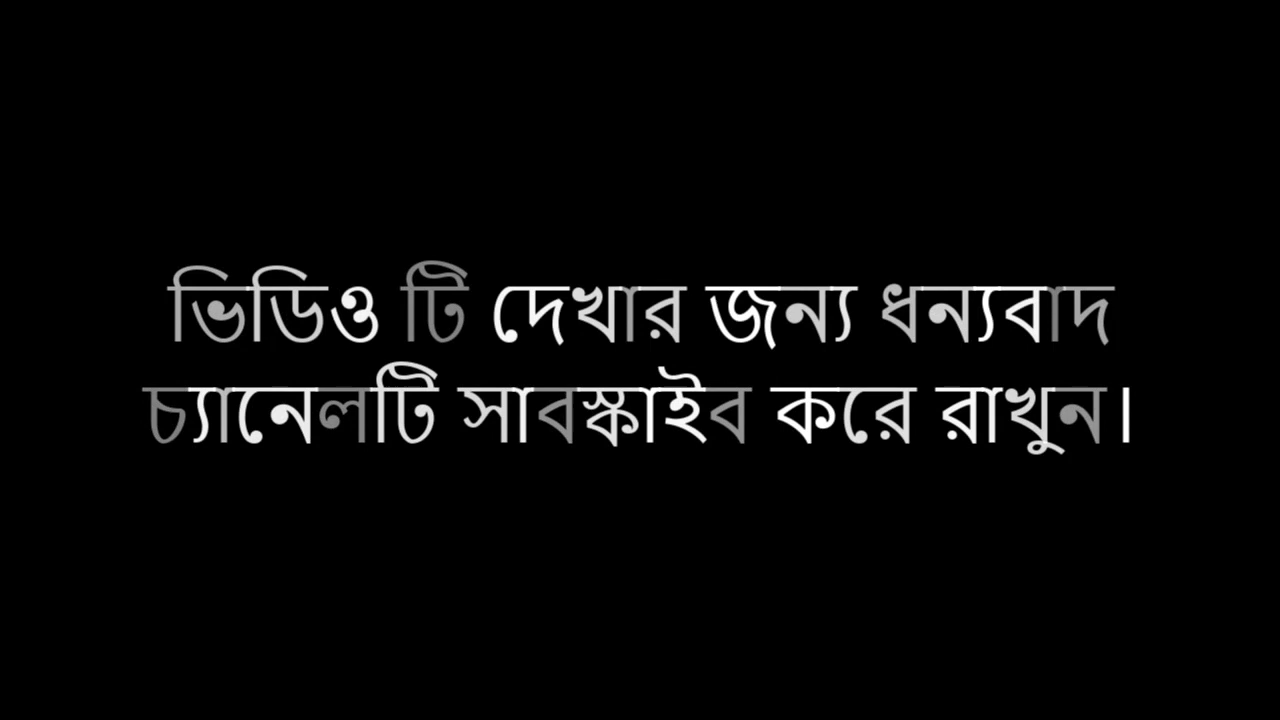 ভিডিও টি দেখার জন্য ধন্যবাদ
চ্যানেলটি সাবস্কাইব করে রাখুন।